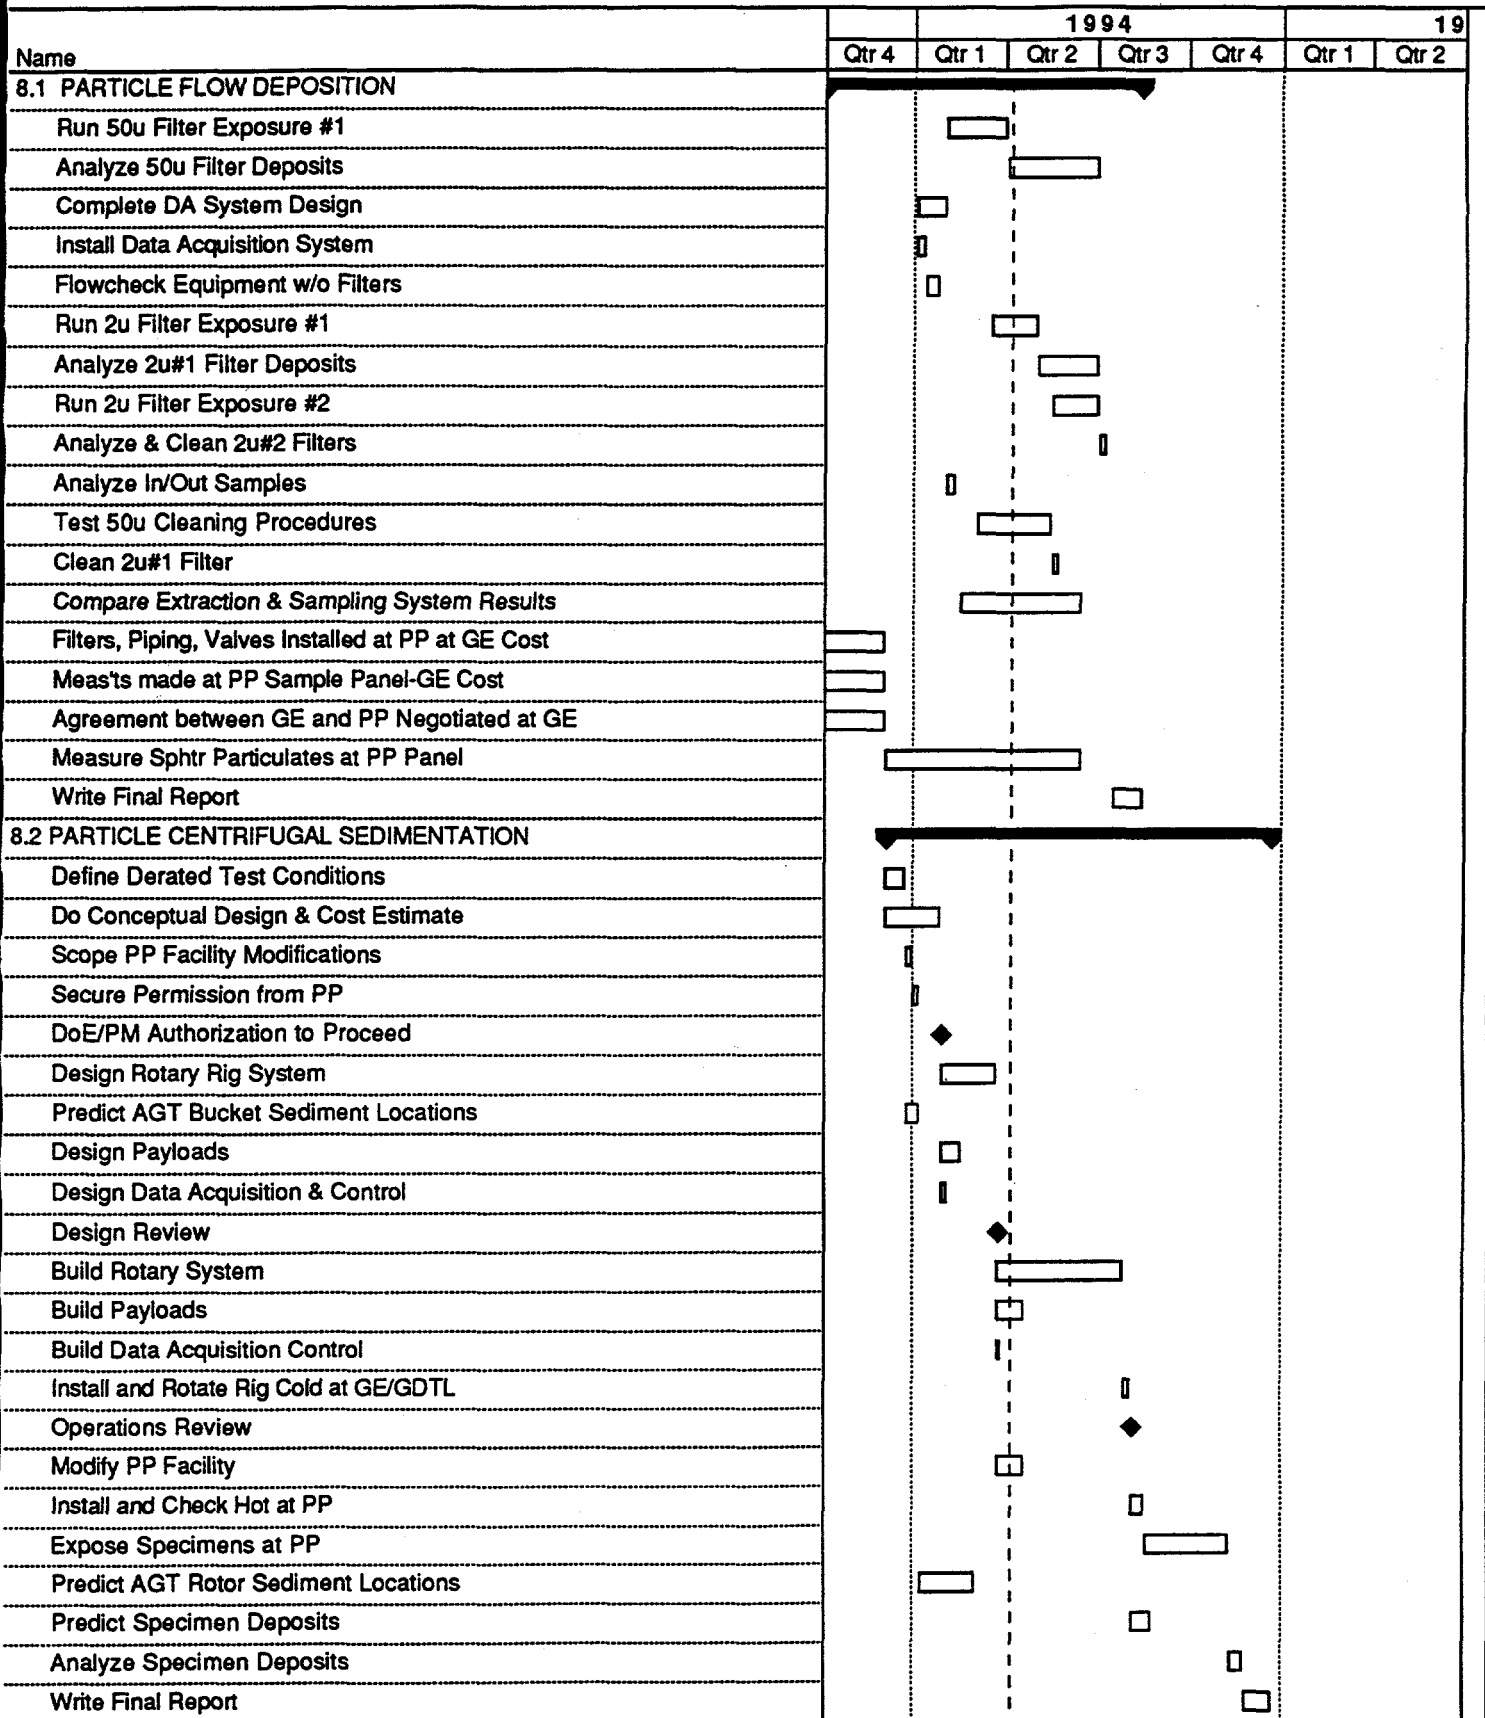 1994 19
Name Qtr 4 Qtr 1 Qtr 2 Qtr 3 Qtr 4 Qtr 1 Qtr 2
8.1 PARTICLE FLOW DEPOSITION
Run 50u Filter Exposure #1
Analyze 50u Filter Deposits
Complete DA System Design
Install Data Acquisition System
Flowcheck Equipment w/o Filters
Run 2u Filter Exposure #1
Analyze 2u#1 Filter Deposits
Run 2u Filter Exposure #2
Analyze & Clean 2u#2 Filters
Analyze In/Out Samples
Test 50u Cleaning Procedures
Clean 2u#1 Filter
Compare Extraction & Sampling System Results
Filters, Piping, Valves Installed at PP at GE Cost
Meas'ts made at PP Sample Panel-GE Cost
Agreement between GE and PP Negotiated at GE
Measure Sphtr Particulates at PP Panel
Write Final Report
8.2 PARTICLE CENTRIFUGAL SEDIMENTATION
Define Derated Test Conditions
Do Conceptual Design & Cost Estimate
Scope PP Facility Modifications
Secure Permission from PP
DoE/PM Authorization to Proceed
Design Rotary Rig System
Predict AGT Bucket Sediment Locations
Design Payloads
Design Data Acquisition & Control
Design Review
Build Rotary System
Build Payloads
Build Data Acquisition Control
Install and Rotate Rig Cold at GE/GDTL
Operations Review
Modify PP Facility
Install and Check Hot at PP
Expose Specimens at PP
Predict AGT Rotor Sediment Locations
Predict Specimen Deposits
Analyze Specimen Deposits
Write Final Report